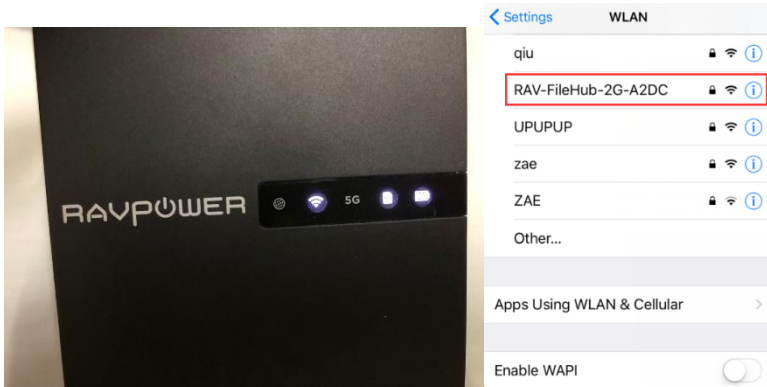 RAVPOWER
5G
Settings
WLAN
qiu
RAV-FileHub-2G-A2DC
UPUPUP
zae
ZAE
Other...
Apps Using WLAN & Cellular
Enable WAPI